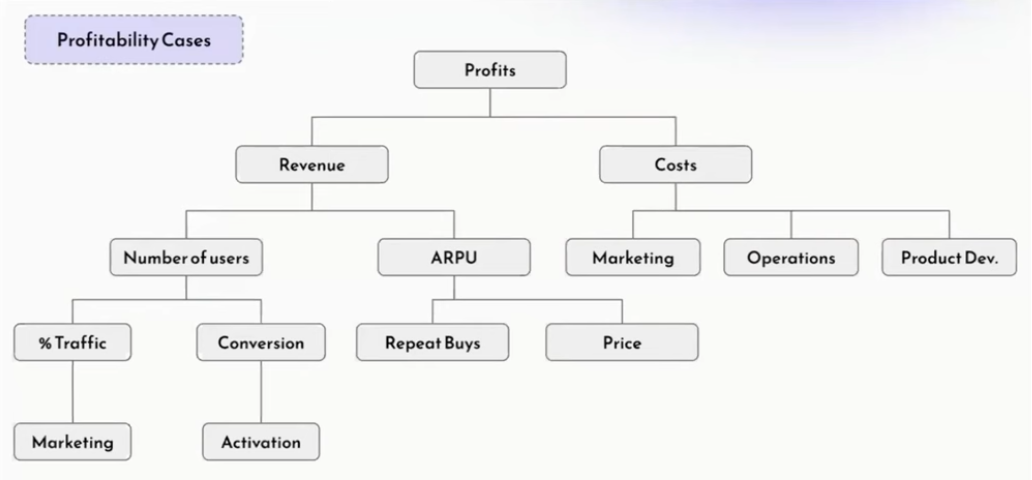 Profitability Cases
Profits
Revenue
Costs
Number of users
ARPU
Marketing
Operations
Product Dev.
% Traffic
Conversion
Repeat Buys
Price
Marketing
Activation